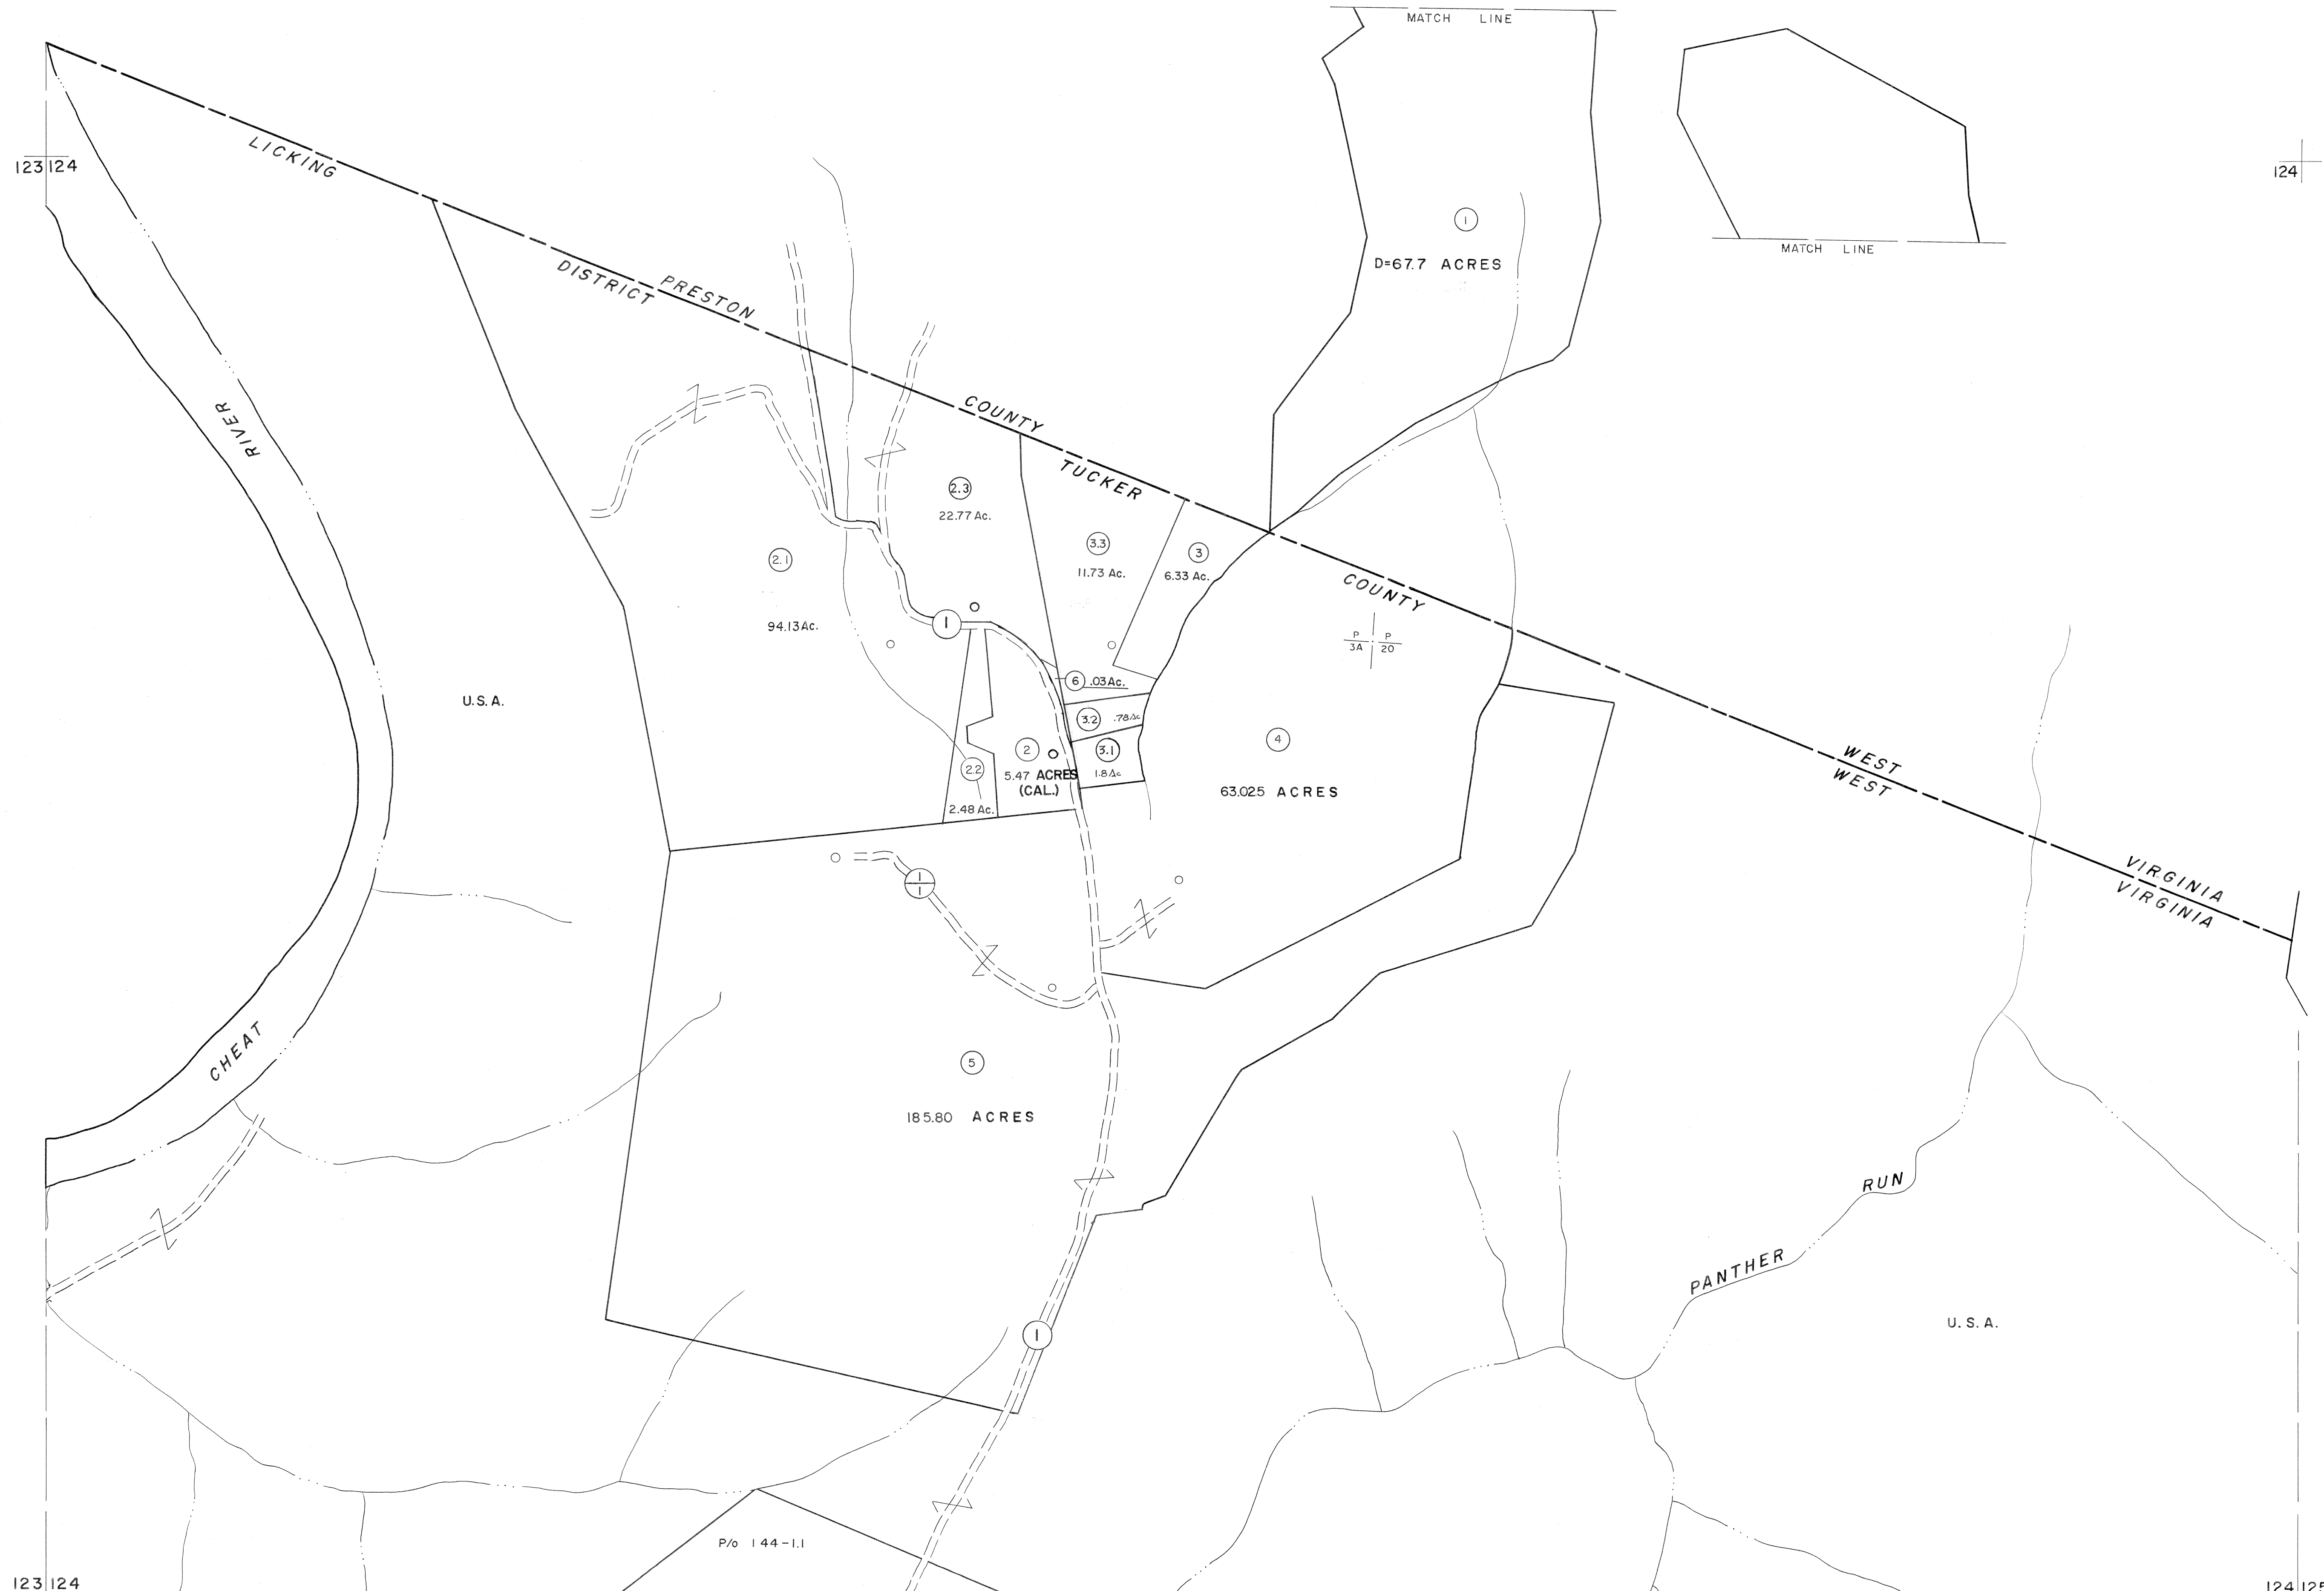 MATCH LINE
MATCH LINE
123 124
124
LICKING
DISTRICT
PRESTON
COUNTY
TUCKER
COUNTY
WEST
WEST
VIRGINIA
VIRGINIA
1
D=67.7 ACRES
RIVER
CHEAT
U.S.A.
2.3
22.77 Ac.
3.3
11.73 Ac.
3
6.33 Ac.
2.1
94.13 Ac.
1
P P
3A 20
6 .03 Ac.
3.2 .78 Ac
3.1
1.8 Ac
2
5.47 ACRES
(CAL.)
2.2
2.48 Ac.
4
63.025 ACRES
1
1
5
185.80 ACRES
1
RUN
PANTHER
U.S.A.
P/o 144-1.1
123 124
124 125